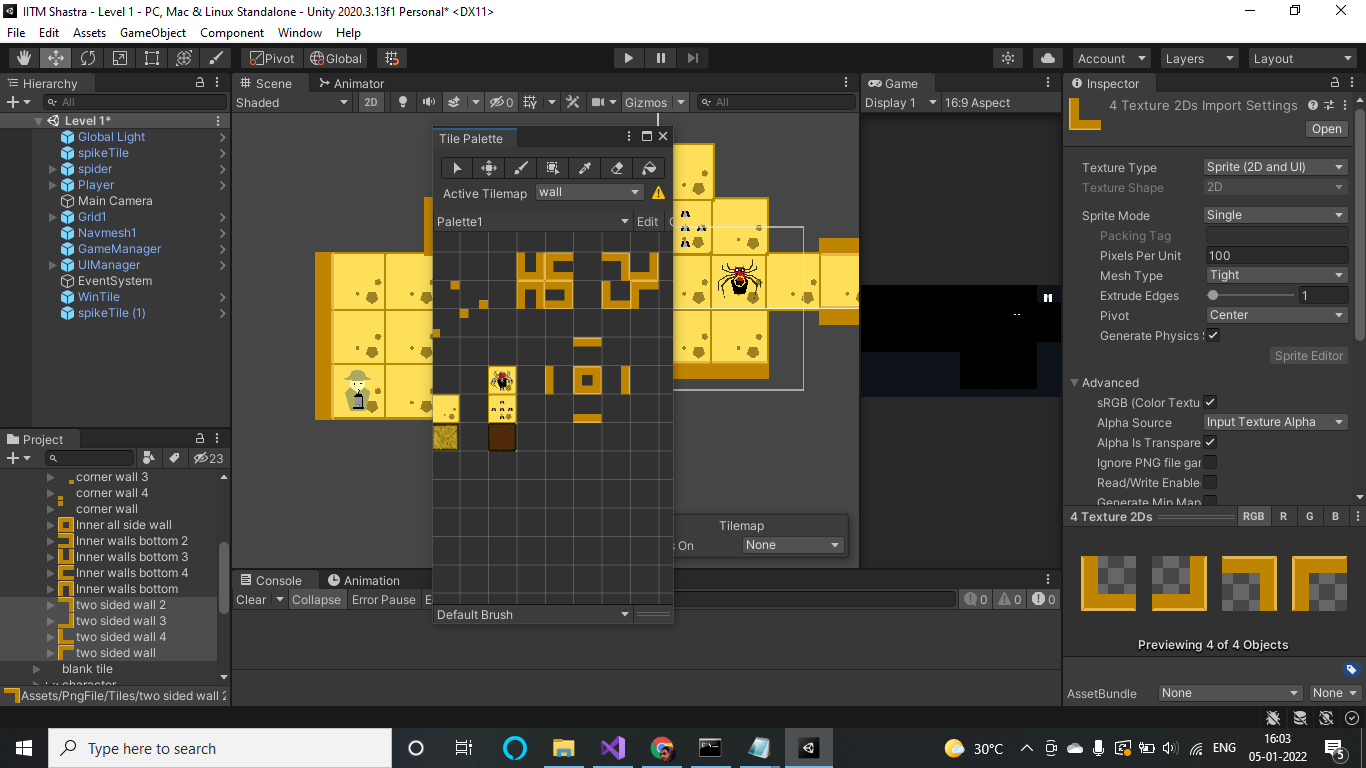 IITM Shastra - Level 1 - PC, Mac & Linux Standalone - Unity 2020.3.13f1 Personal* <DX11>
File Edit Assets GameObject Component Window Help
Pivot Global Account Layers Layout
Hierarchy
All
Level 1*
Global Light
spikeTile
spider
Player
Main Camera
Grid1
Navmesh1
GameManager
UIManager
EventSystem
WinTile
spikeTile (1)
Project
23
corner wall 3
corner wall 4
corner wall
Inner all side wall
Inner walls bottom 2
Inner walls bottom 3
Inner walls bottom 4
Inner walls bottom
two sided wall 2
two sided wall 3
two sided wall 4
two sided wall
blank tile
Assets/PngFile/Tiles/two sided wall 2
Scene Animator
Shaded 2D 0 Gizmos All
Tile Palette
Active Tilemap wall
Palette1 Edit
Default Brush
Tilemap
s On None
Console Animation
Clear Collapse Error Pause E
0 0 0
Game
Display 1 16:9 Aspect
Inspector
4 Texture 2Ds Import Settings
Open
Texture Type Sprite (2D and UI)
Texture Shape 2D
Sprite Mode Single
Packing Tag
Pixels Per Unit 100
Mesh Type Tight
Extrude Edges 1
Pivot Center
Generate Physics
Sprite Editor
Advanced
sRGB (Color Textu
Alpha Source Input Texture Alpha
Alpha Is Transpare
Ignore PNG file gar
Read/Write Enable
Generate Mip Map
4 Texture 2Ds RGB R G B
Previewing 4 of 4 Objects
AssetBundle None None
Type here to search
30°C ENG 16:03
05-01-2022
5